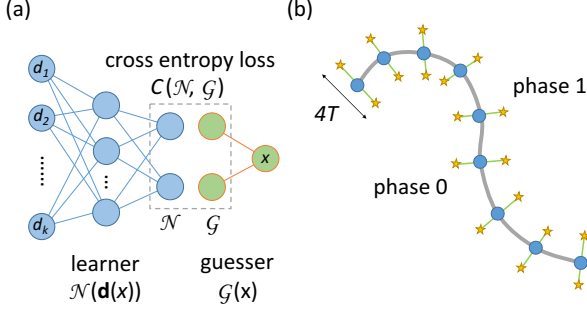 (a)
cross entropy loss
C(𝒩, 𝒢)
d1
d2
......
dk
...
x
𝒩
𝒢
learner
𝒩(d(x))
guesser
𝒢(x)
(b)
4T
phase 1
phase 0